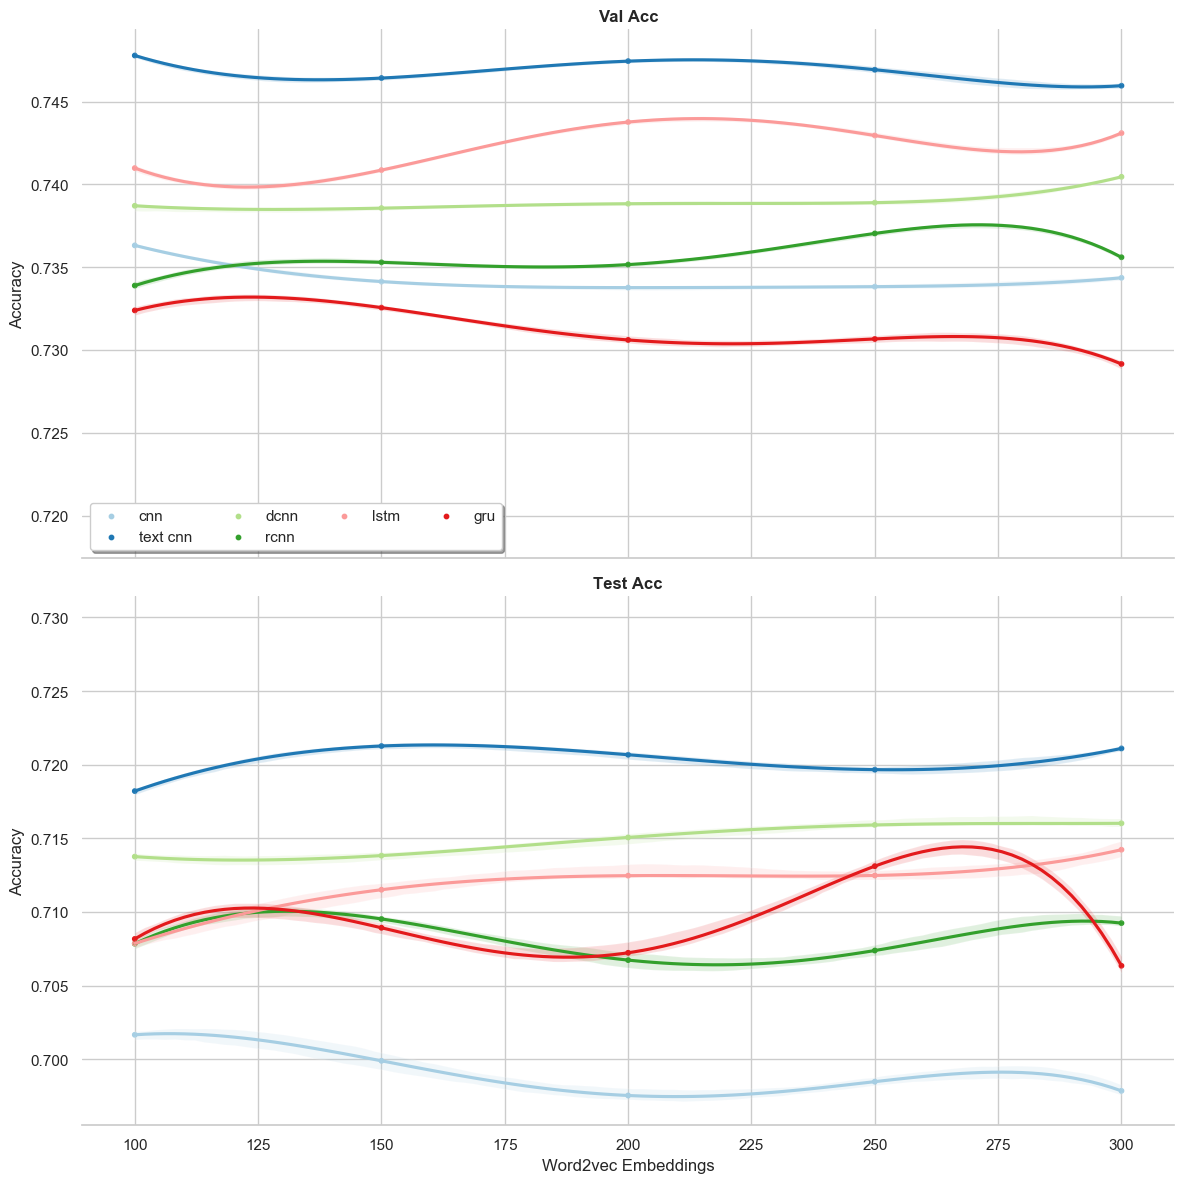 Val Acc
0.745
0.740
0.735
0.730
0.725
0.720
Accuracy
cnn dcnn lstm gru
text cnn rcnn
Test Acc
0.730
0.725
0.720
0.715
0.710
0.705
0.700
Accuracy
100 125 150 175 200 225 250 275 300
Word2vec Embeddings